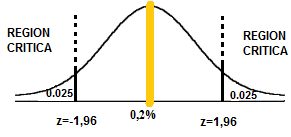 REGION
CRITICA
REGION
CRITICA
0.025
0.025
0,2%
z=-1,96
z=1,96